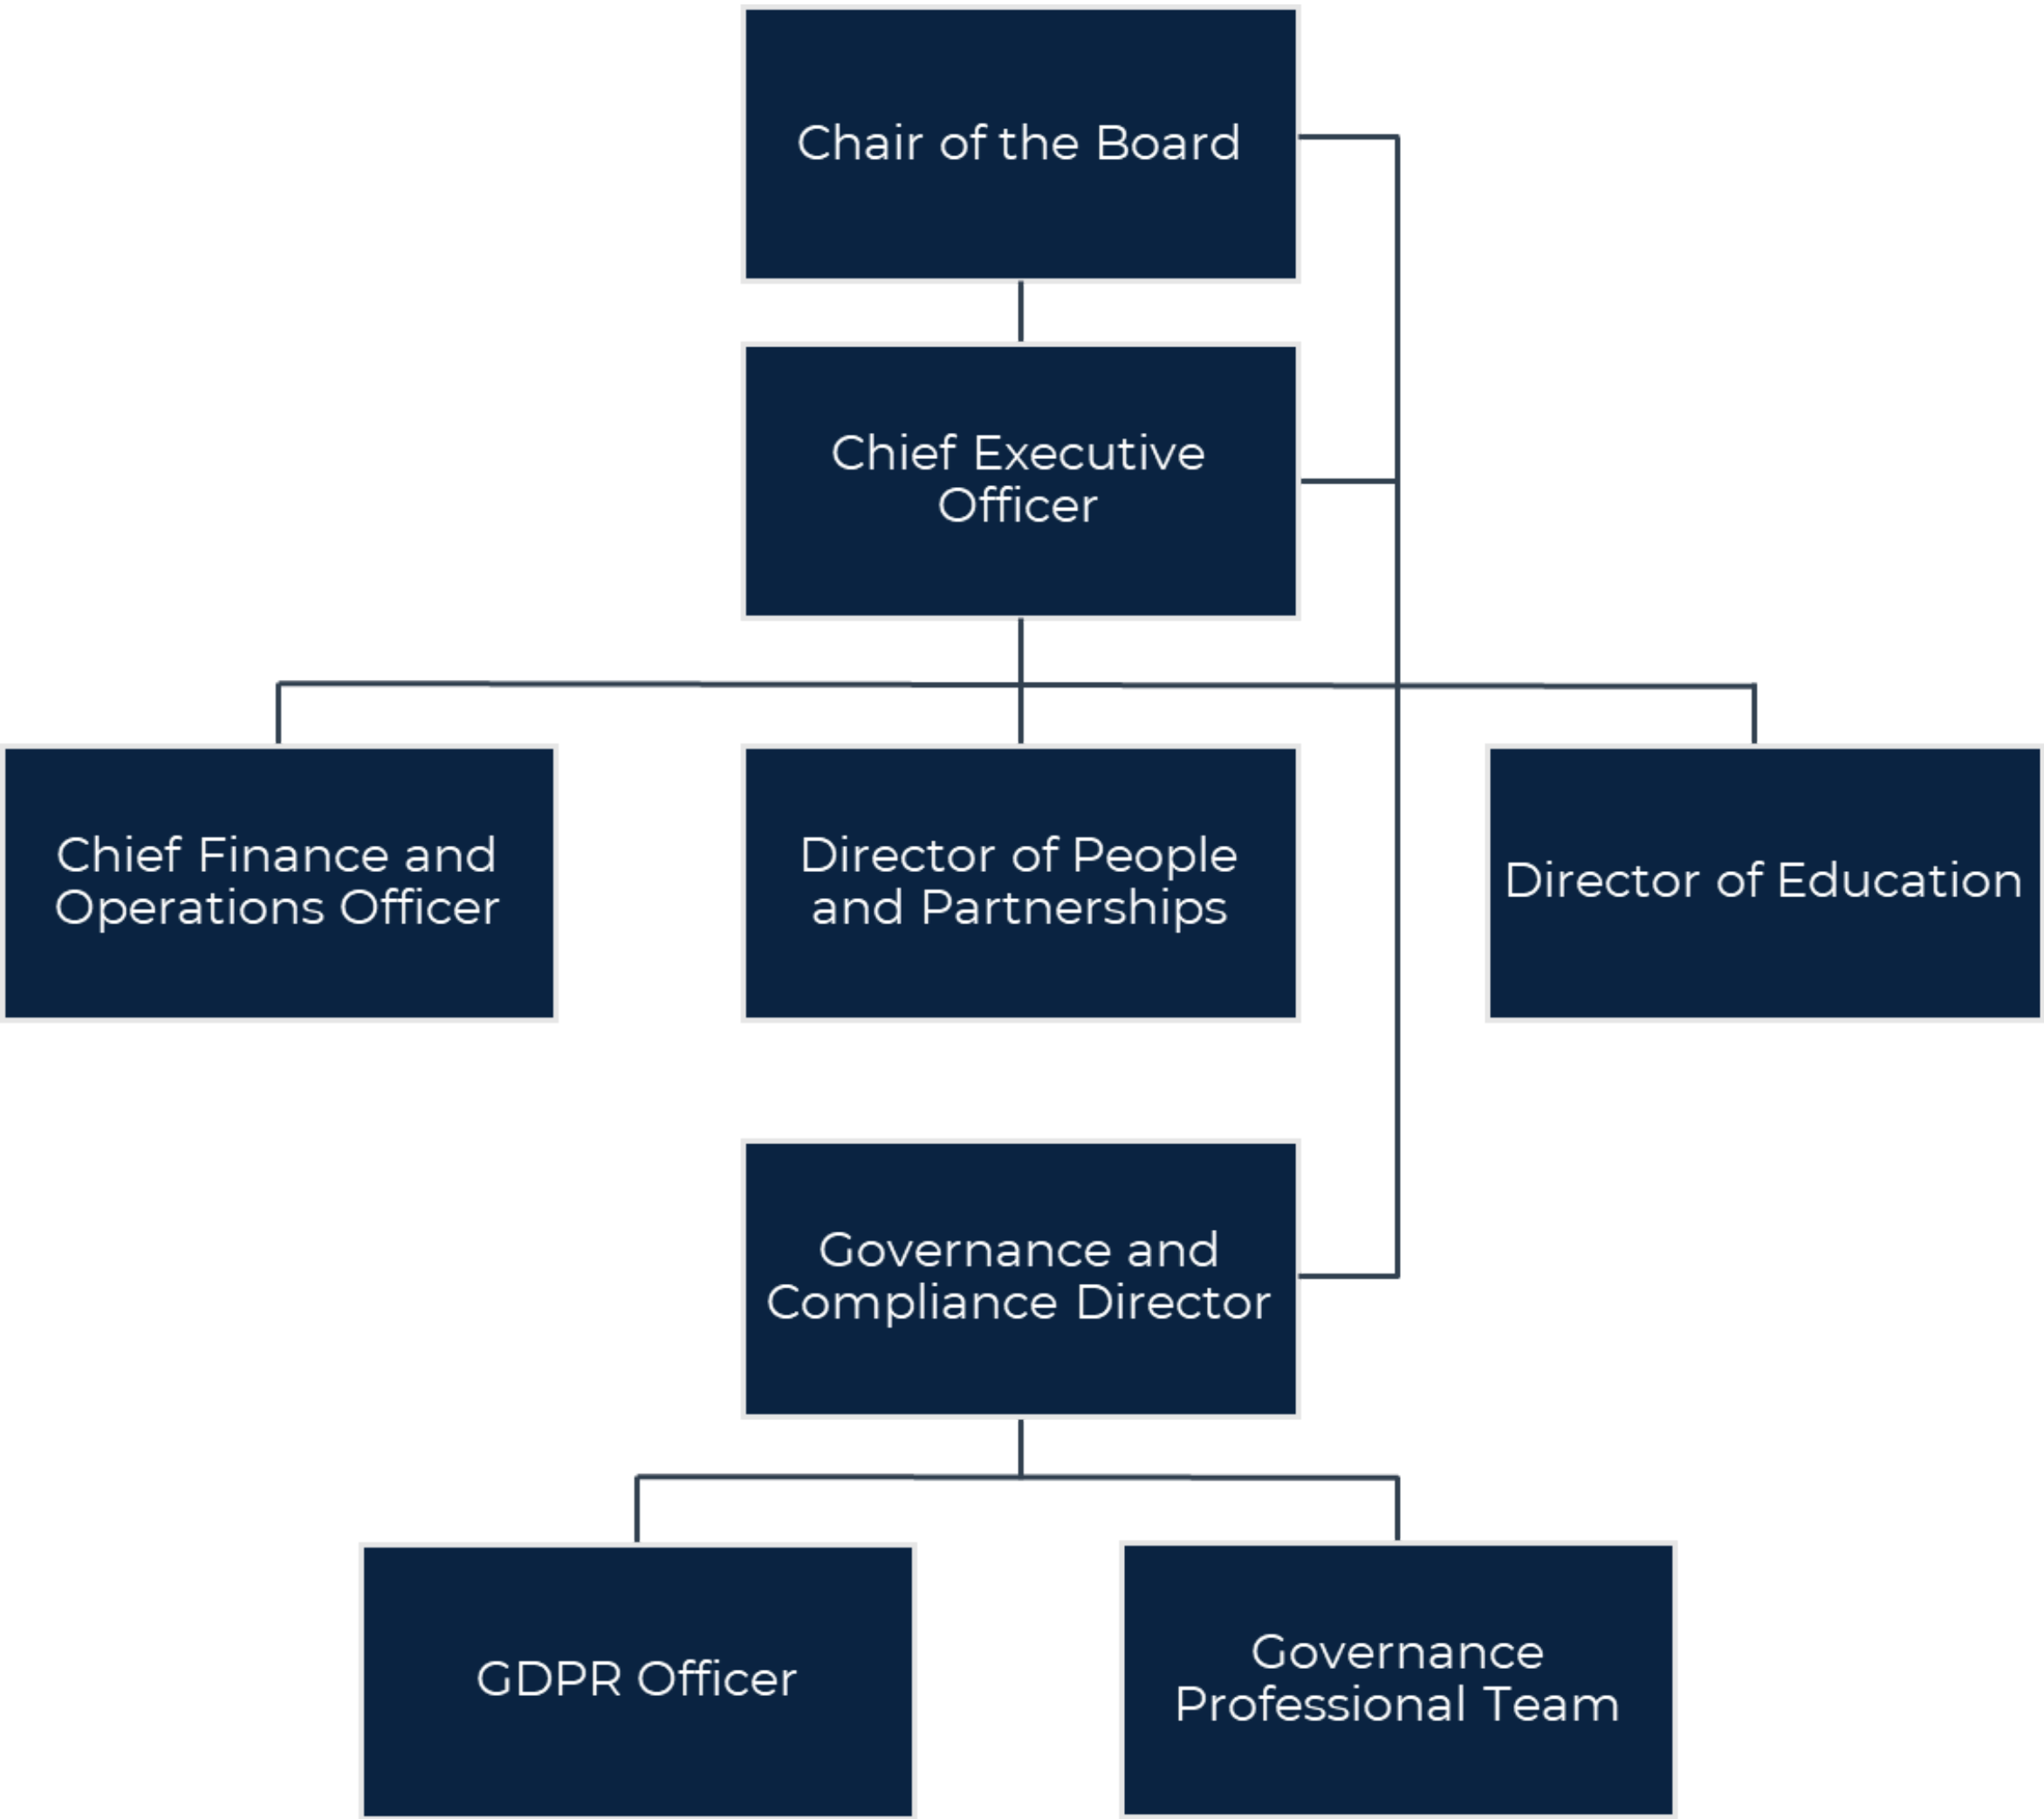 Chair of the Board
Chief Executive
Officer
Chief Finance and
Operations Officer
Director of People
and Partnerships
Director of Education
Governance and
Compliance Director
GDPR Officer
Governance
Professional Team